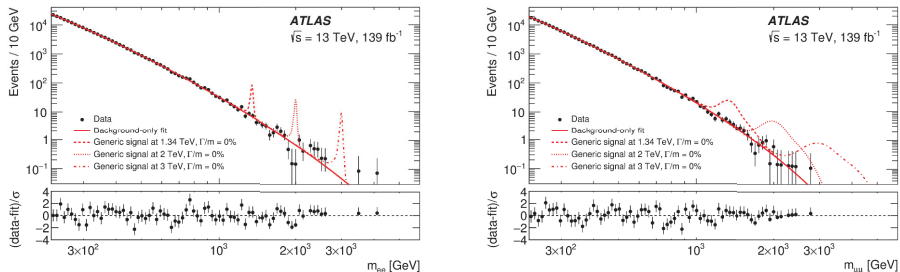 Events / 10 GeV
10⁴
10³
10²
10
1
10⁻¹
ATLAS
√s = 13 TeV, 139 fb⁻¹
Data
Background-only fit
Generic signal at 1.34 TeV, Γ/m = 0%
Generic signal at 2 TeV, Γ/m = 0%
Generic signal at 3 TeV, Γ/m = 0%
(data-fit)/σ
4
2
0
−2
−4
3×10²
10³
2×10³
3×10³
[GeV]
Events / 10 GeV
10⁴
10³
10²
10
1
10⁻¹
ATLAS
√s = 13 TeV, 139 fb⁻¹
Data
Background-only fit
Generic signal at 1.34 TeV, Γ/m = 0%
Generic signal at 2 TeV, Γ/m = 0%
Generic signal at 3 TeV, Γ/m = 0%
(data-fit)/σ
4
2
0
−2
−4
3×10²
10³
2×10³
3×10³
[GeV]